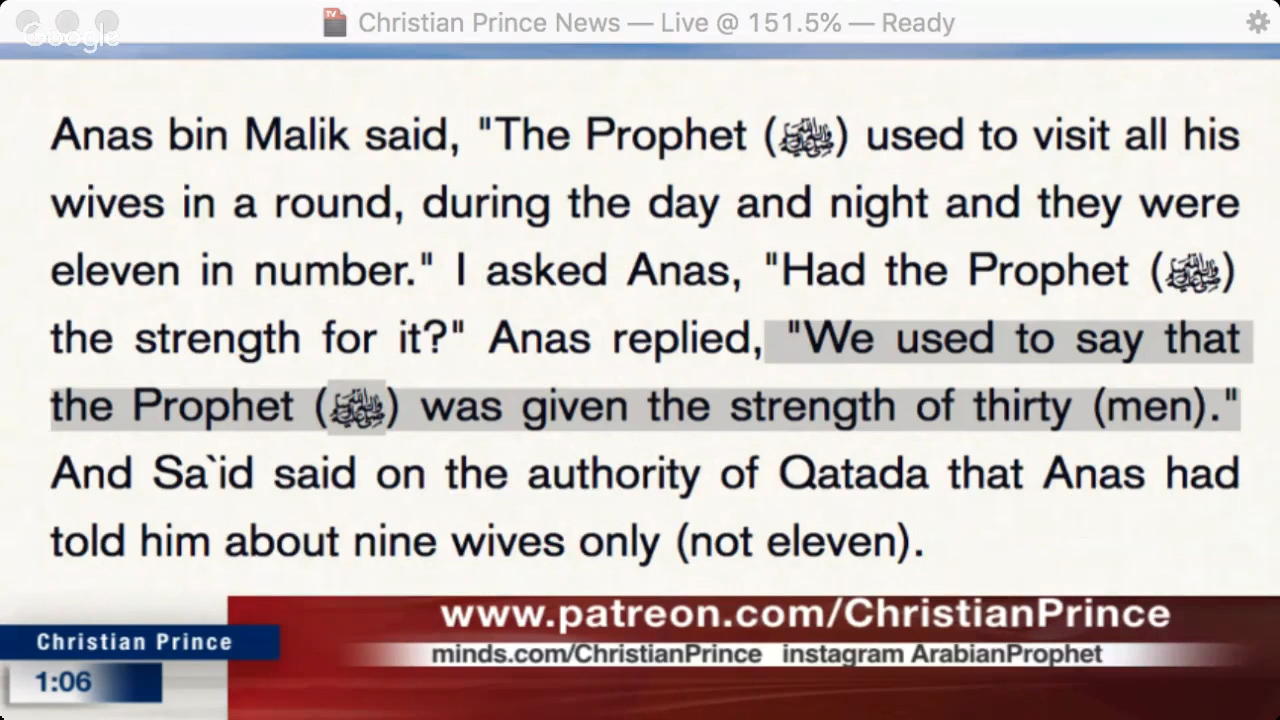 Christian Prince News — Live @ 151.5% — Ready
Google
TV
Anas bin Malik said, "The Prophet (ﷺ) used to visit all his
wives in a round, during the day and night and they were
eleven in number." I asked Anas, "Had the Prophet (ﷺ)
the strength for it?" Anas replied, "We used to say that
the Prophet (ﷺ) was given the strength of thirty (men)."
And Sa`id said on the authority of Qatada that Anas had
told him about nine wives only (not eleven).
www.patreon.com/ChristianPrince
Christian Prince
minds.com/ChristianPrince instagram ArabianProphet
1:06